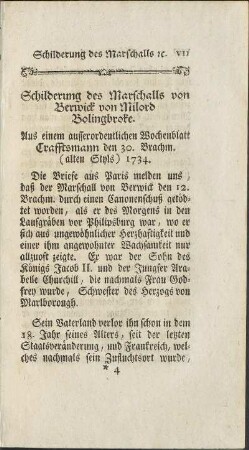 Schilderung des Marschalls ꝛc. VII
Schilderung des Marschalls von
Berwick von Milord
Bolingbroke.
Aus einem ausserordentlichen Wochenblatt
Crafftsmann den 30. Brachm.
(alten Styls) 1734.
Die Briefe aus Paris melden uns,
daß der Marschall von Berwick den 12.
Brachm. durch einen Canonenschuß getöd-
tet worden, als er des Morgens in den
Laufgräben vor Philipsburg war, wo er
sich aus ungewöhnlicher Herzhaftigkeit und
einer ihm angewohnter Wachsamkeit nur
allzuoft zeigte. Er war der Sohn des
Königs Jacob II. und der Jungfer Ara-
belle Churchill, die nachmals Frau God-
frey wurde, Schwester des Herzogs von
Marlborough.
Sein Vaterland verlor ihn schon in dem
18. Jahr seines Alters, seit der letzten
Staatsveränderung, und Frankreich, wel-
ches nachmals sein Zufluchtsort wurde,
* 4